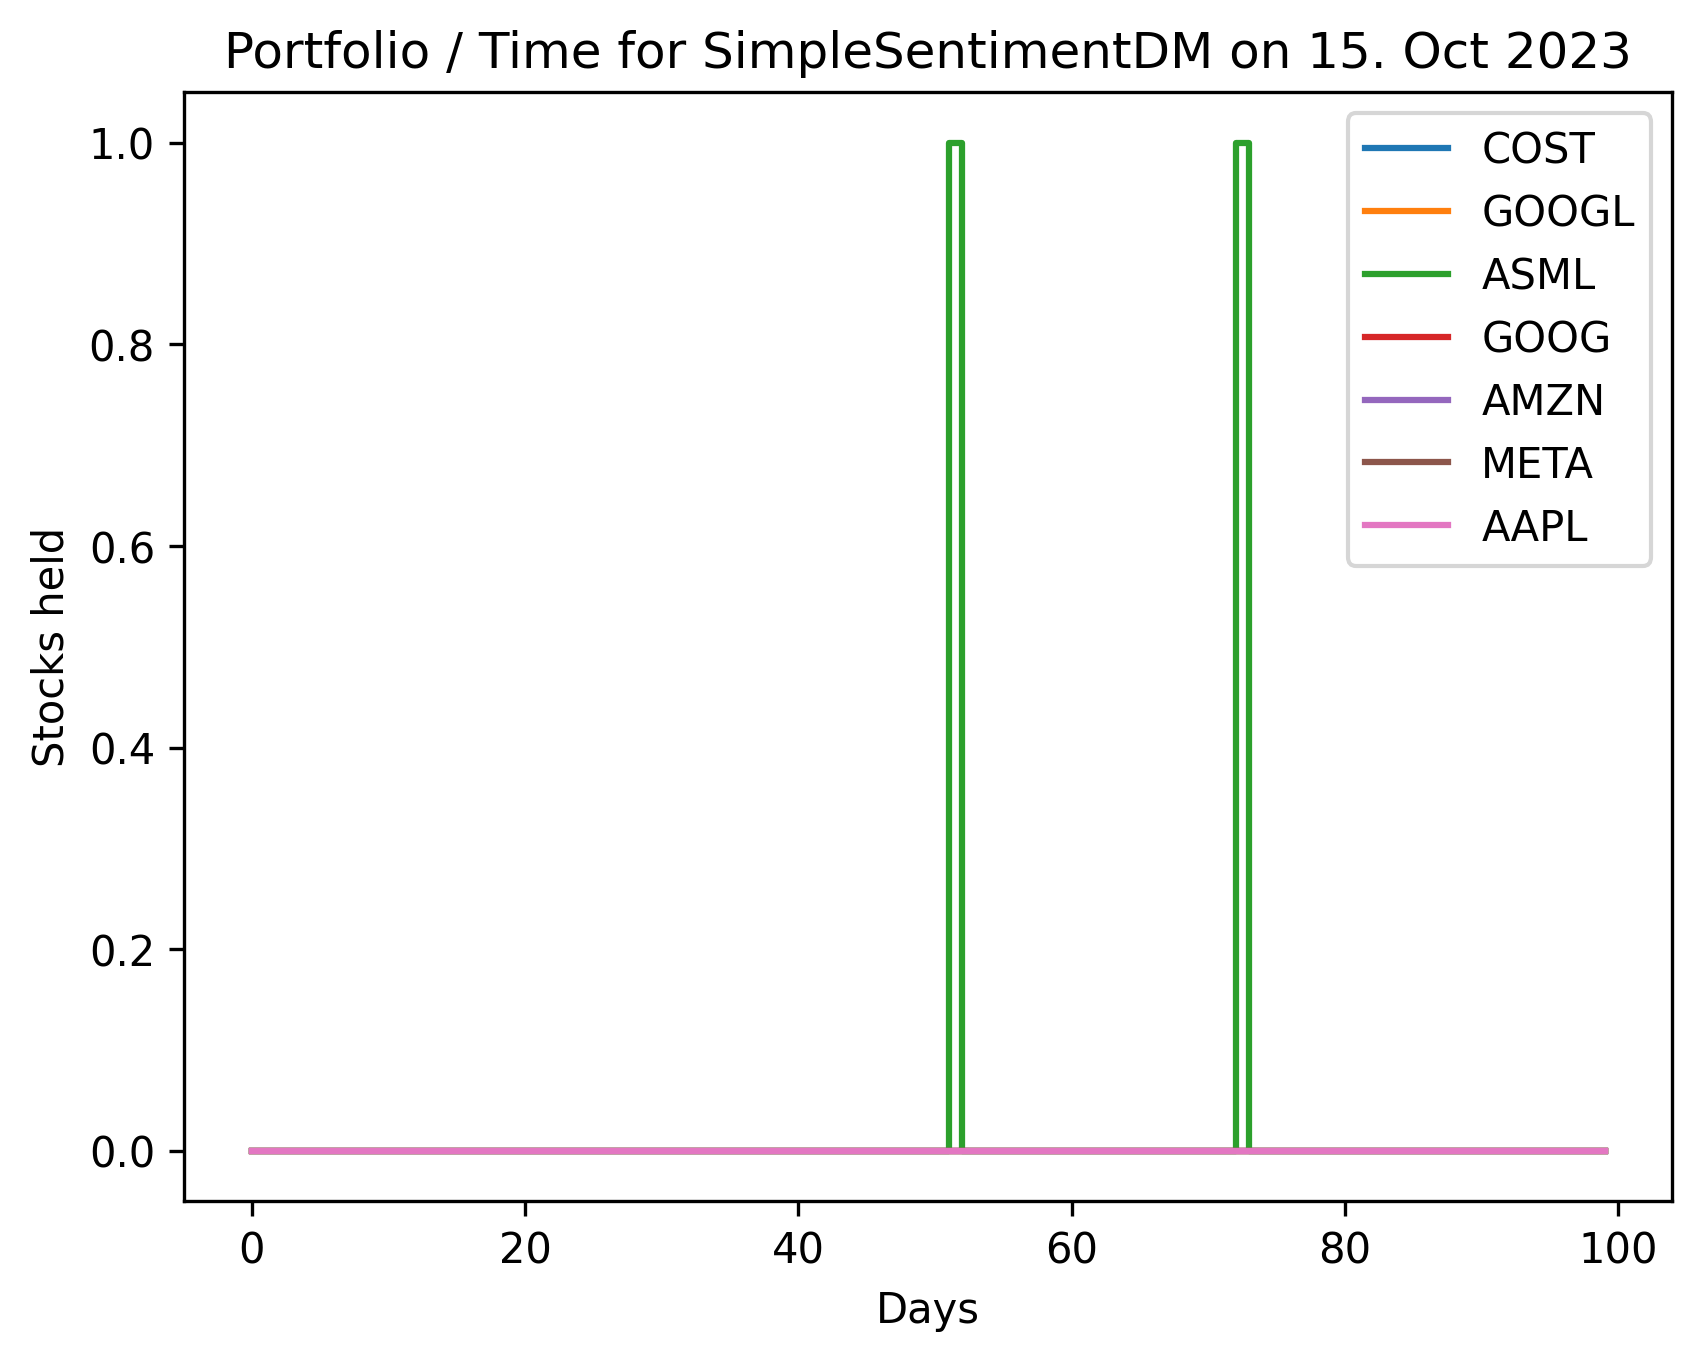 Portfolio / Time for SimpleSentimentDM on 15. Oct 2023
1.0
0.8
0.6
0.4
0.2
0.0
Stocks held
COST
GOOGL
ASML
GOOG
AMZN
META
AAPL
0 20 40 60 80 100
Days